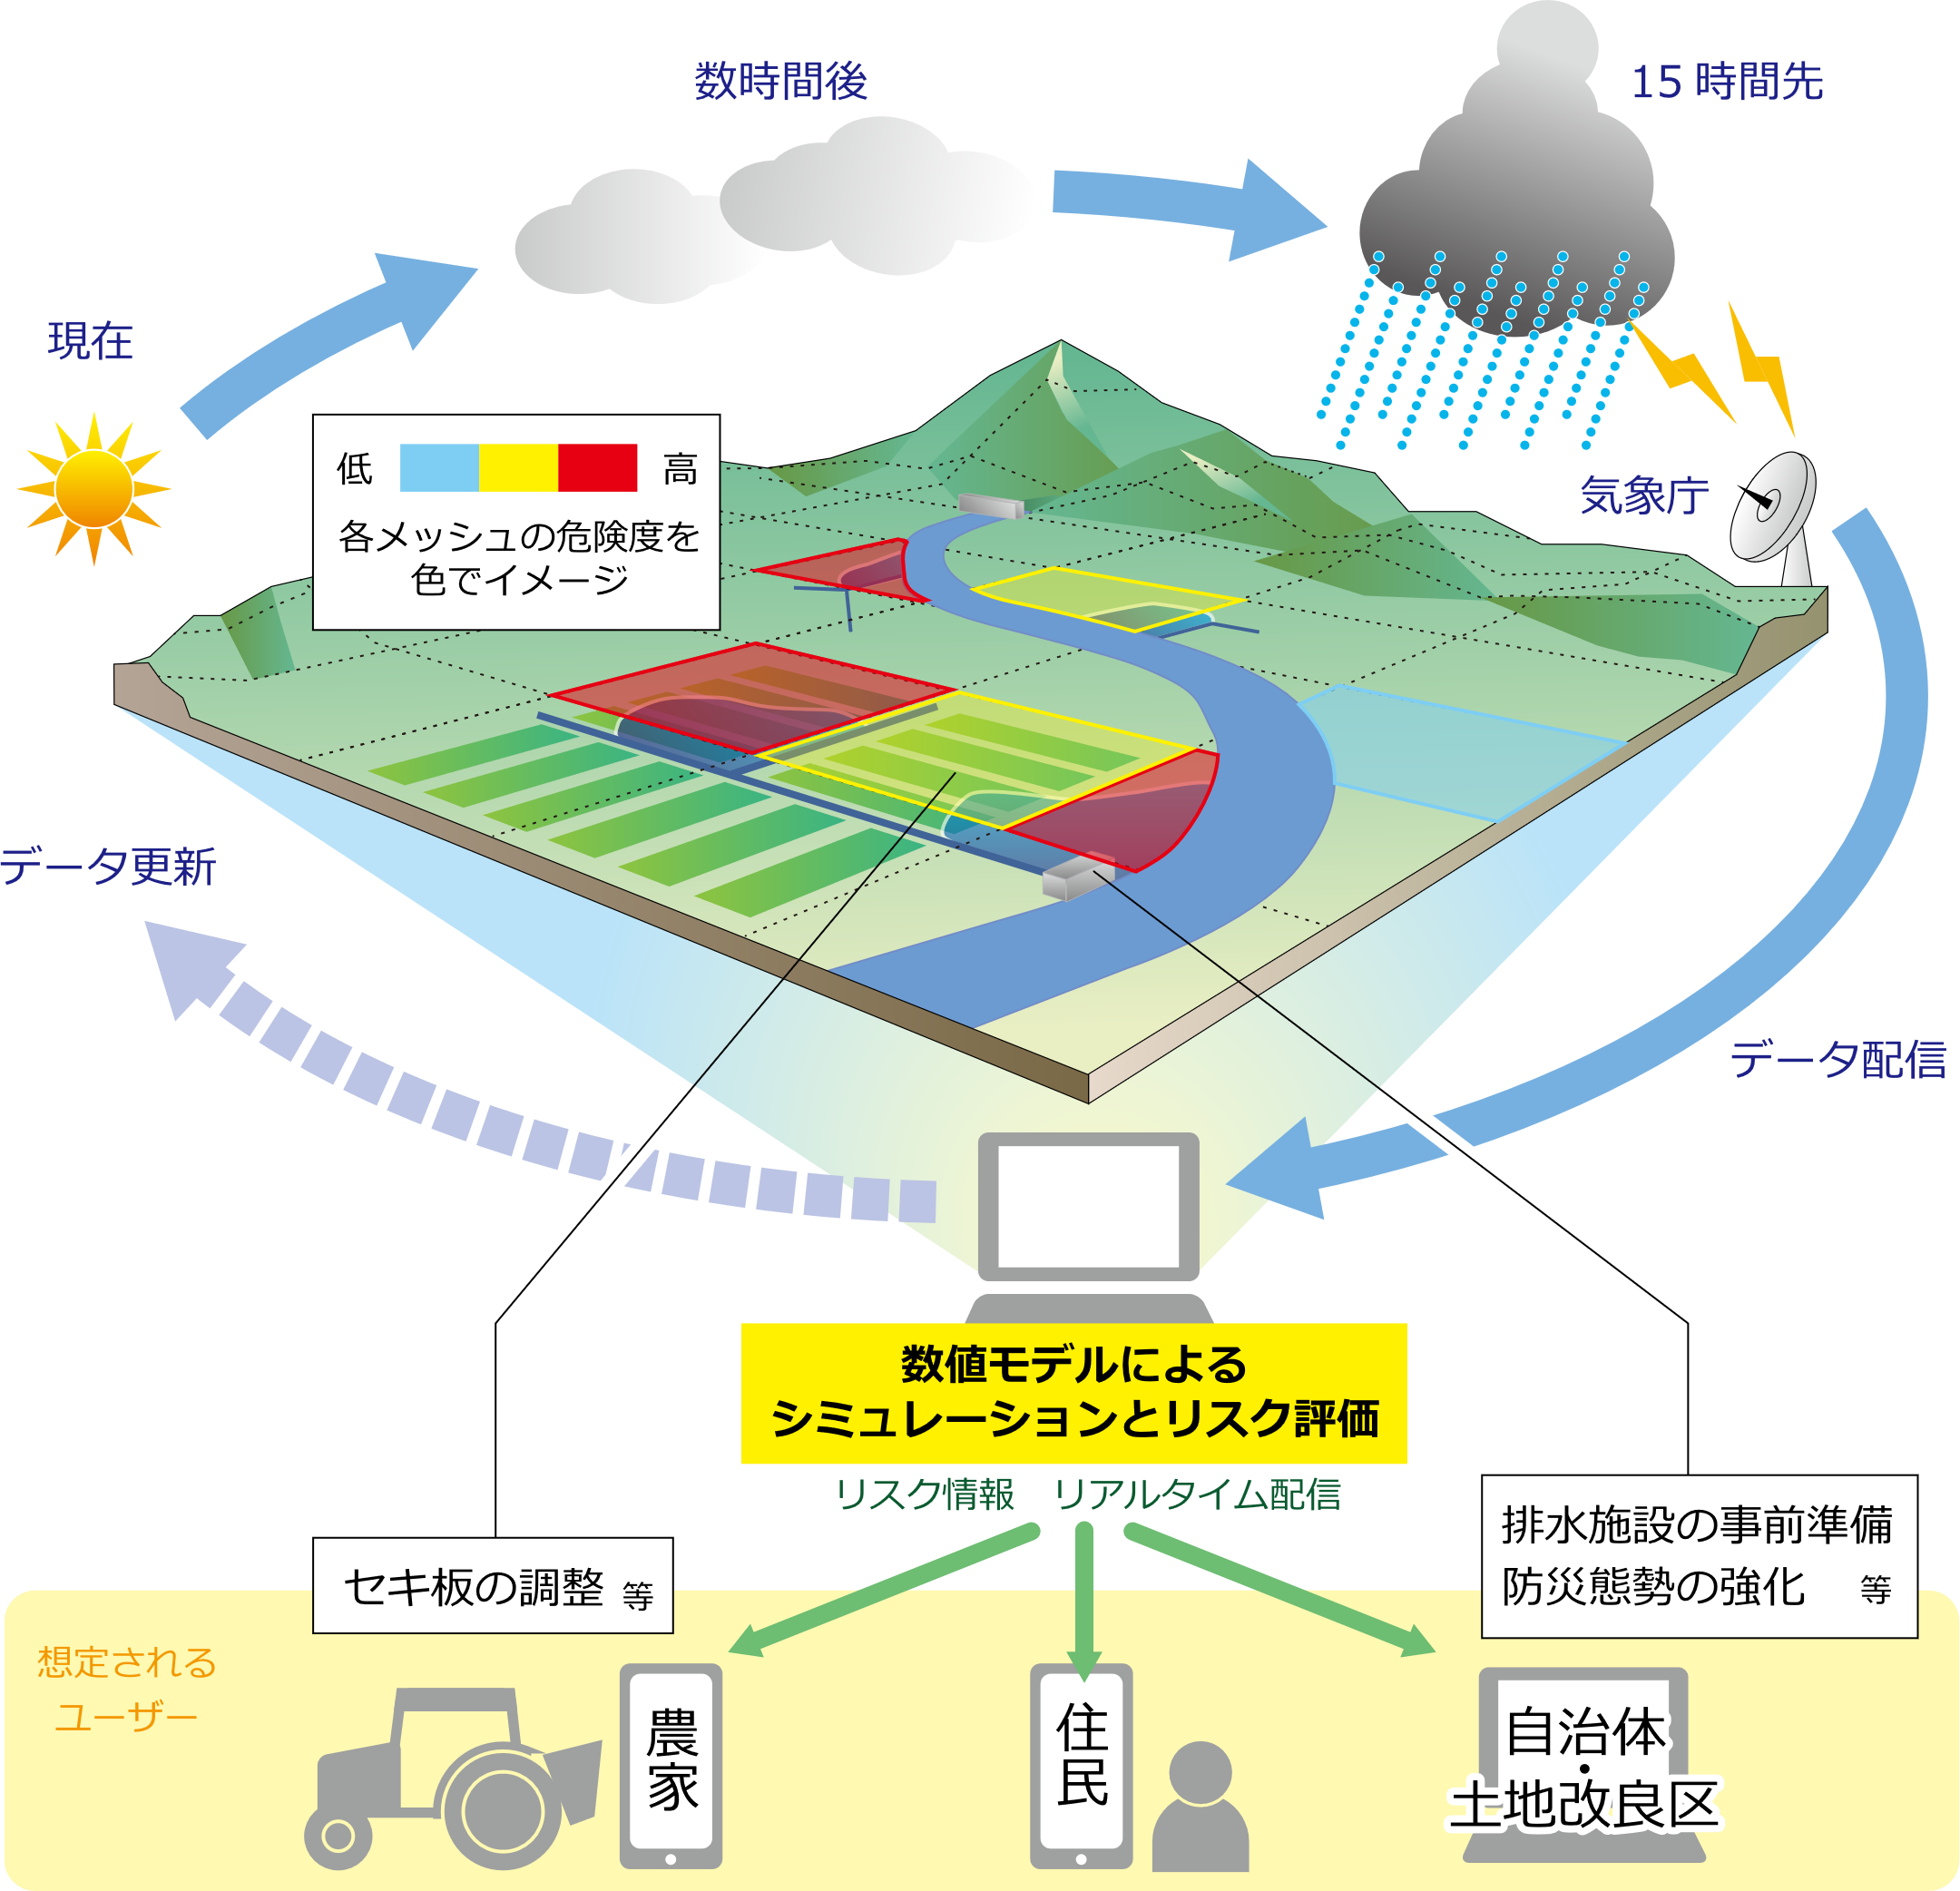 数時間後
15 時間先
現在
低 高
各メッシュの危険度を
色でイメージ
気象庁
データ更新
データ配信
数値モデルによる
シミュレーションとリスク評価
リスク情報 リアルタイム配信
セキ板の調整 等
排水施設の事前準備
防災態勢の強化 等
想定される
ユーザー
農家
住民
自治体・
土地改良区